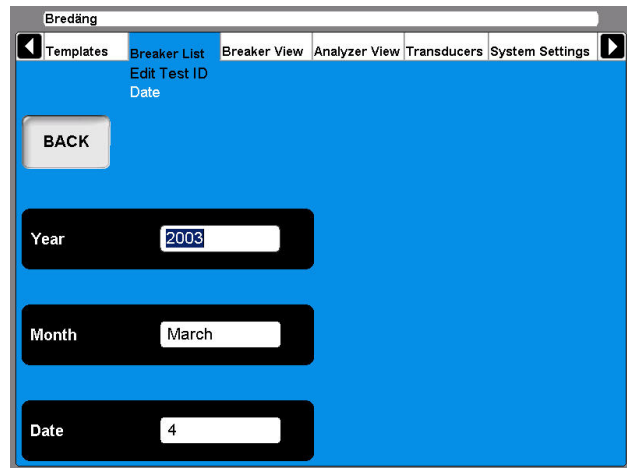 Bredäng
Templates Breaker List Breaker View Analyzer View Transducers System Settings
Edit Test ID
Date
BACK
Year 2003
Month March
Date 4